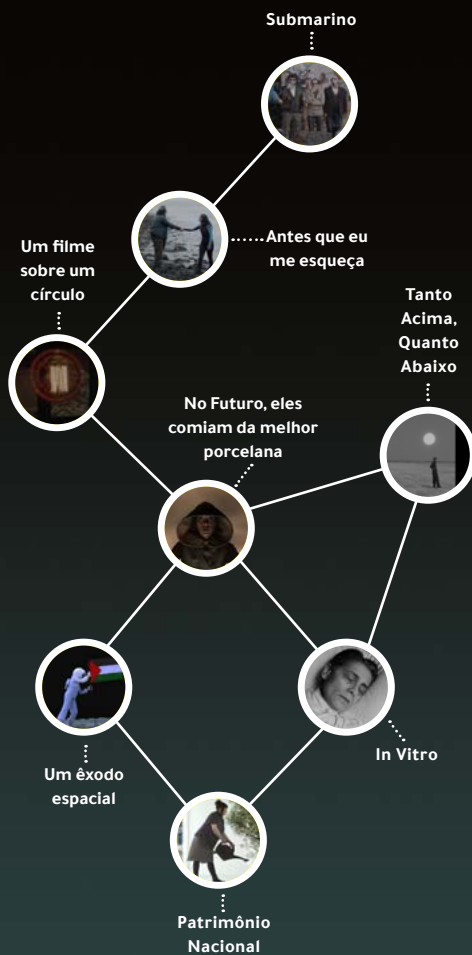 Submarino
Antes que eu
me esqueça
Um filme
sobre um
círculo
Tanto
Acima,
Quanto
Abaixo
No Futuro, eles
comiam da melhor
porcelana
In Vitro
Um êxodo
espacial
Patrimônio
Nacional